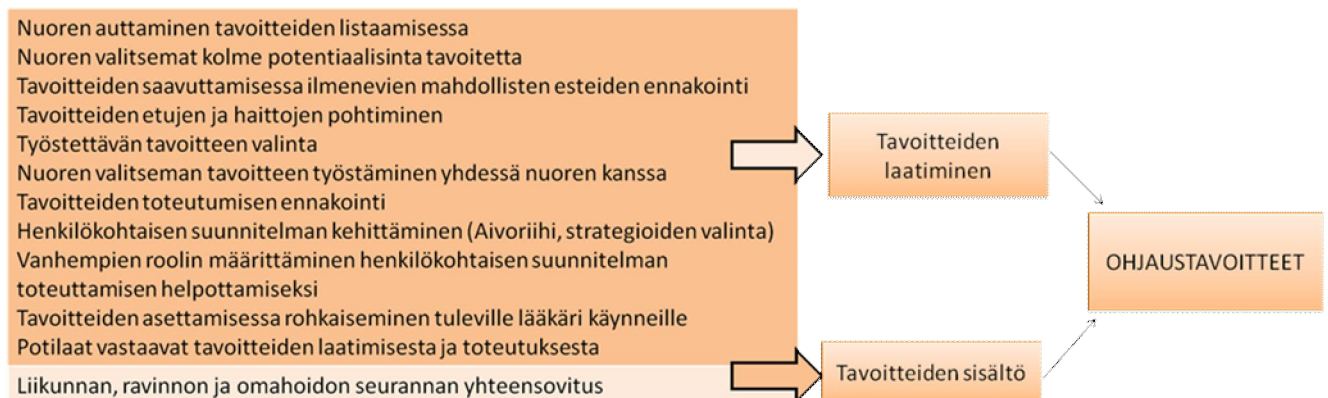 Nuoren auttaminen tavoitteiden listaamisessa
Nuoren valitsemat kolme potentiaalisinta tavoitetta
Tavoitteiden saavuttamisessa ilmenevien mahdollisten esteiden ennakointi
Tavoitteiden etujen ja haittojen pohtiminen
Työstettävän tavoitteen valinta
Nuoren valitseman tavoitteen työstäminen yhdessä nuoren kanssa
Tavoitteiden toteutumisen ennakointi
Henkilökohtaisen suunnitelman kehittäminen (Aivoriihi, strategioiden valinta)
Vanhempien roolin määrittäminen henkilökohtaisen suunnitelman
toteuttamisen helpottamiseksi
Tavoitteiden asettamisessa rohkaiseminen tuleville lääkäri käynneille
Potilaat vastaavat tavoitteiden laatimisesta ja toteutuksesta
Liikunnan, ravinnon ja omahoidon seurannan yhteensovitus
Tavoitteiden
laatiminen
Tavoitteiden sisältö
OHJAUSTAVOITTEET